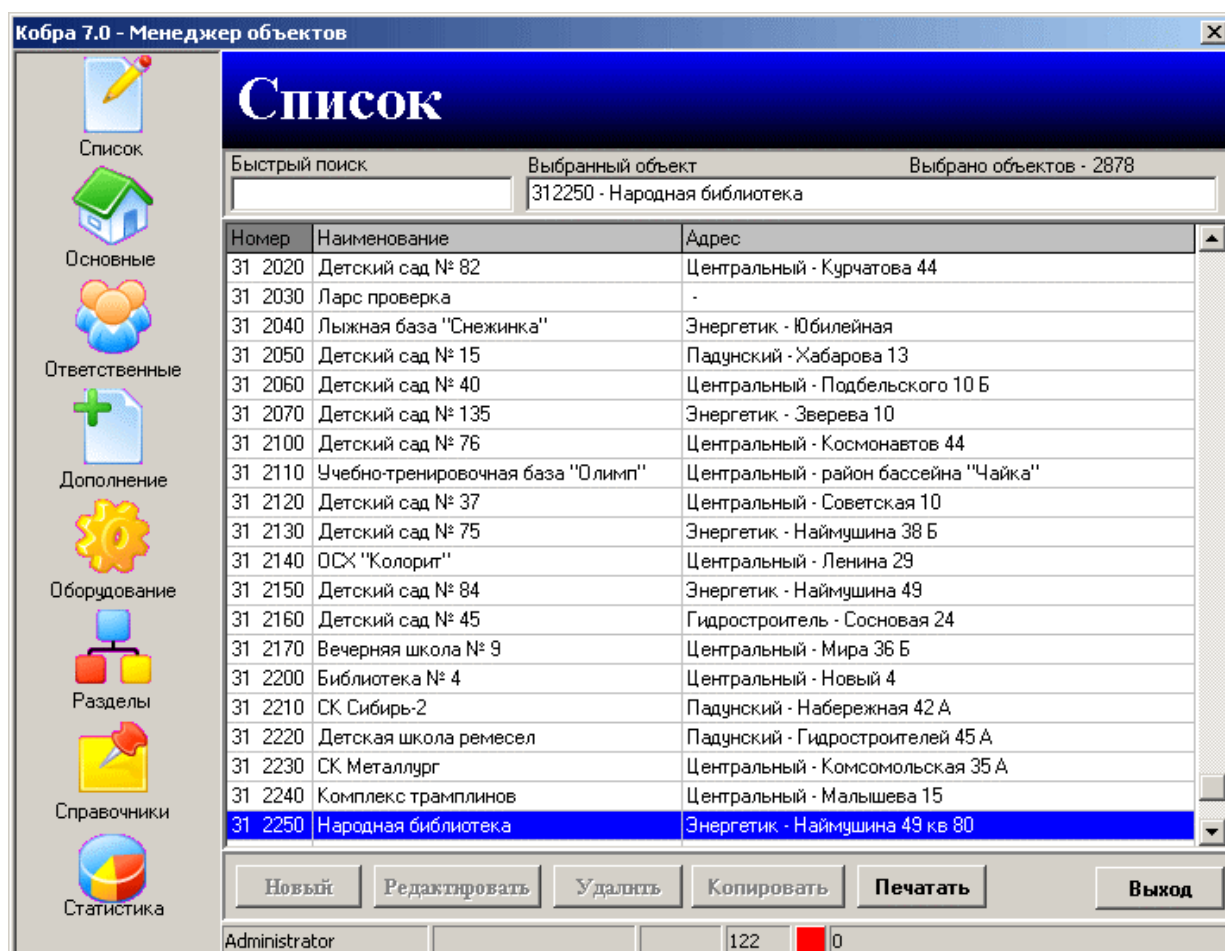 Кобра 7.0 - Менеджер объектов
Список
Основные
Ответственные
Дополнение
Оборудование
Разделы
Справочники
Статистика
Список
Быстрый поиск Выбранный объект Выбрано объектов - 2878
312250 - Народная библиотека
Номер Наименование Адрес
31 2020 Детский сад № 82 Центральный - Курчатова 44
31 2030 Ларс проверка -
31 2040 Лыжная база "Снежинка" Энергетик - Юбилейная
31 2050 Детский сад № 15 Падунский - Хабарова 13
31 2060 Детский сад № 40 Центральный - Подбельского 10 Б
31 2070 Детский сад № 135 Энергетик - Зверева 10
31 2100 Детский сад № 76 Центральный - Космонавтов 44
31 2110 Учебно-тренировочная база "Олимп" Центральный - район бассейна "Чайка"
31 2120 Детский сад № 37 Центральный - Советская 10
31 2130 Детский сад № 75 Энергетик - Наймушина 38 Б
31 2140 ОСХ "Колорит" Центральный - Ленина 29
31 2150 Детский сад № 84 Энергетик - Наймушина 49
31 2160 Детский сад № 45 Гидростроитель - Сосновая 24
31 2170 Вечерняя школа № 9 Центральный - Мира 36 Б
31 2200 Библиотека № 4 Центральный - Новый 4
31 2210 СК Сибирь-2 Падунский - Набережная 42 А
31 2220 Детская школа ремесел Падунский - Гидростроителей 45 А
31 2230 СК Металлург Центральный - Комсомольская 35 А
31 2240 Комплекс трамплинов Центральный - Малышева 15
31 2250 Народная библиотека Энергетик - Наймушина 49 кв 80
Новый Редактировать Удалить Копировать Печатать Выход
Administrator 122 0